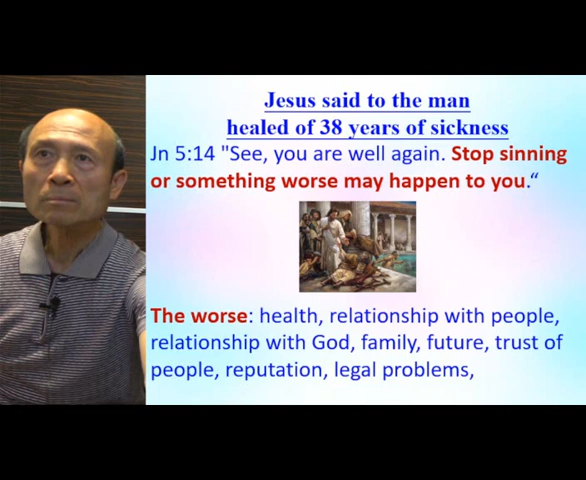 Jesus said to the man
healed of 38 years of sickness
Jn 5:14 "See, you are well again. Stop sinning
or something worse may happen to you.“
The worse: health, relationship with people,
relationship with God, family, future, trust of
people, reputation, legal problems,